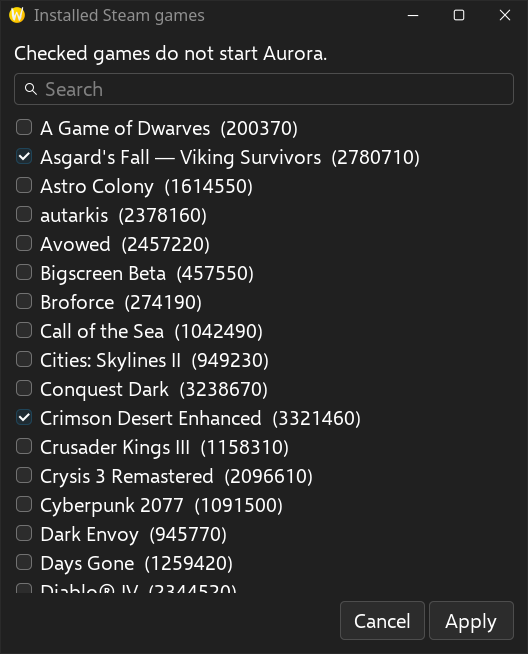 Installed Steam games
Checked games do not start Aurora.
Search
A Game of Dwarves (200370)
Asgard's Fall — Viking Survivors (2780710)
Astro Colony (1614550)
autarkis (2378160)
Avowed (2457220)
Bigscreen Beta (457550)
Broforce (274190)
Call of the Sea (1042490)
Cities: Skylines II (949230)
Conquest Dark (3238670)
Crimson Desert Enhanced (3321460)
Crusader Kings III (1158310)
Crysis 3 Remastered (2096610)
Cyberpunk 2077 (1091500)
Dark Envoy (945770)
Days Gone (1259420)
Diablo® IV (2344520)
Cancel Apply